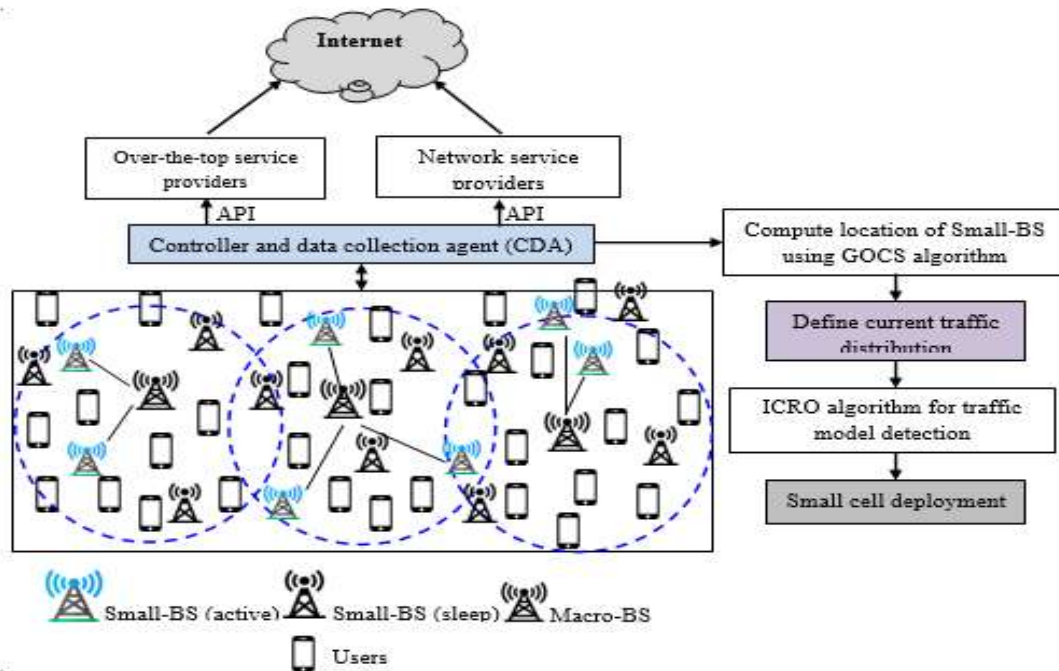 Internet
Over-the-top service
providers
Network service
providers
API
API
Controller and data collection agent (CDA)
Compute location of Small-BS
using GOCS algorithm
Define current traffic
distribution
ICRO algorithm for traffic
model detection
Small cell deployment
Small-BS (active)
Small-BS (sleep)
Macro-BS
Users